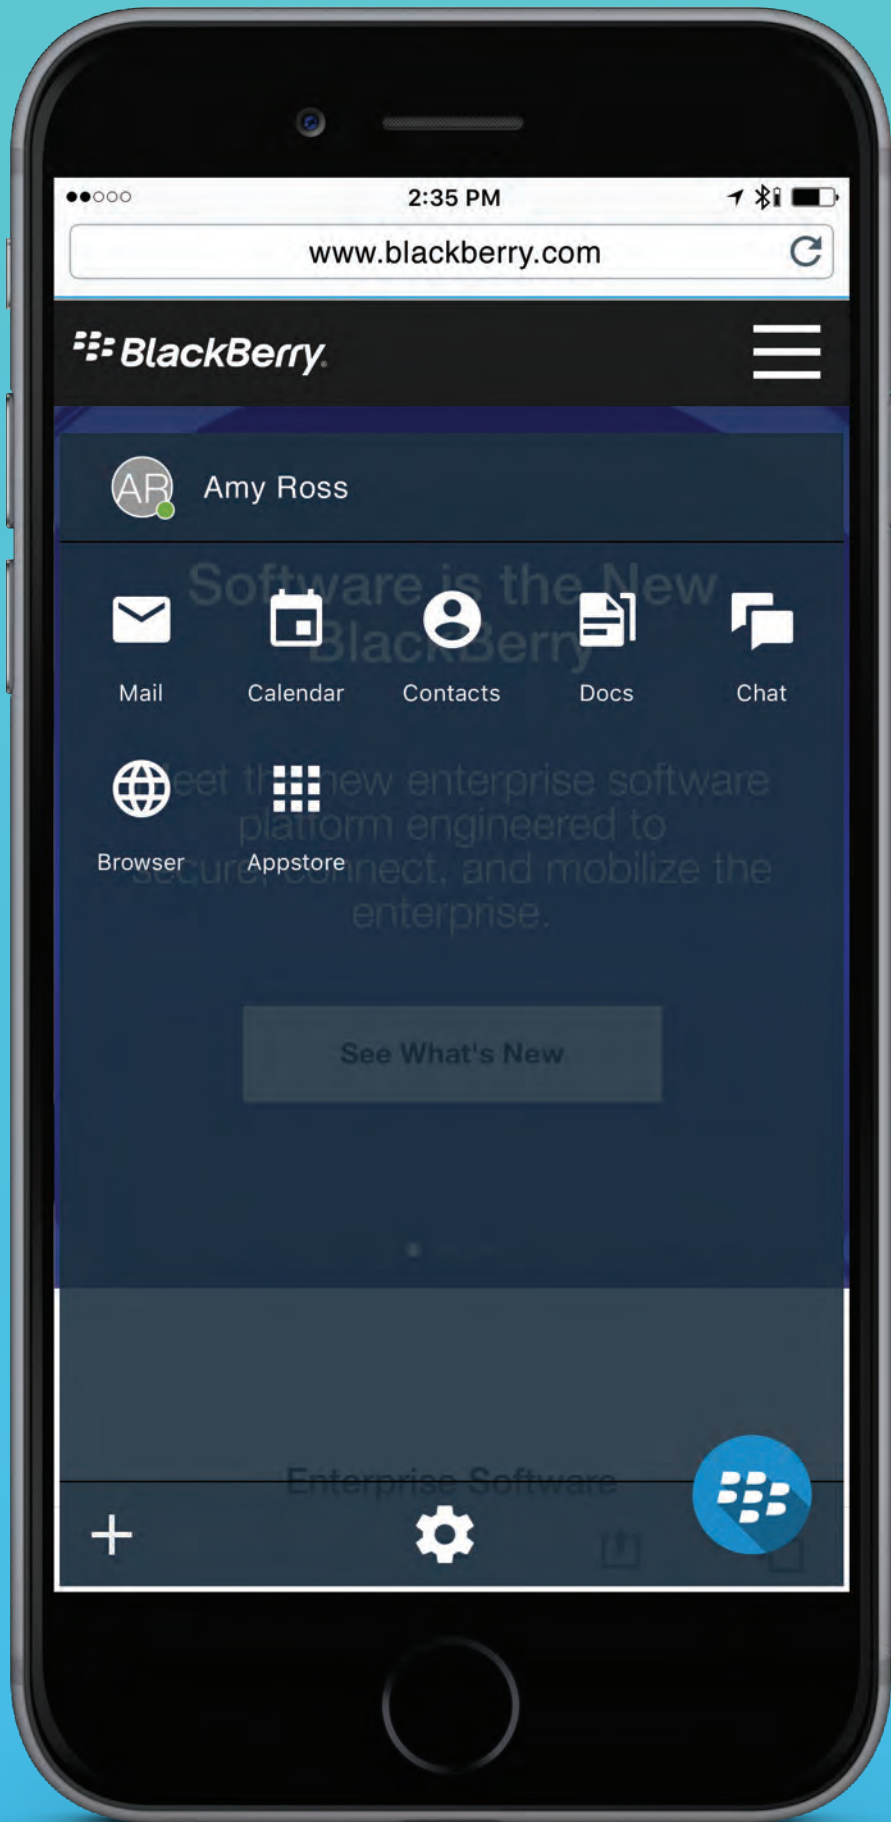 2:35 PM
www.blackberry.com
BlackBerry
AR Amy Ross
Software is the New
BlackBerry
Mail Calendar Contacts Docs Chat
Meet the new enterprise software
platform engineered to
Browser Appstore
secure, connect, and mobilize the
enterprise.
See What's New
Enterprise Software